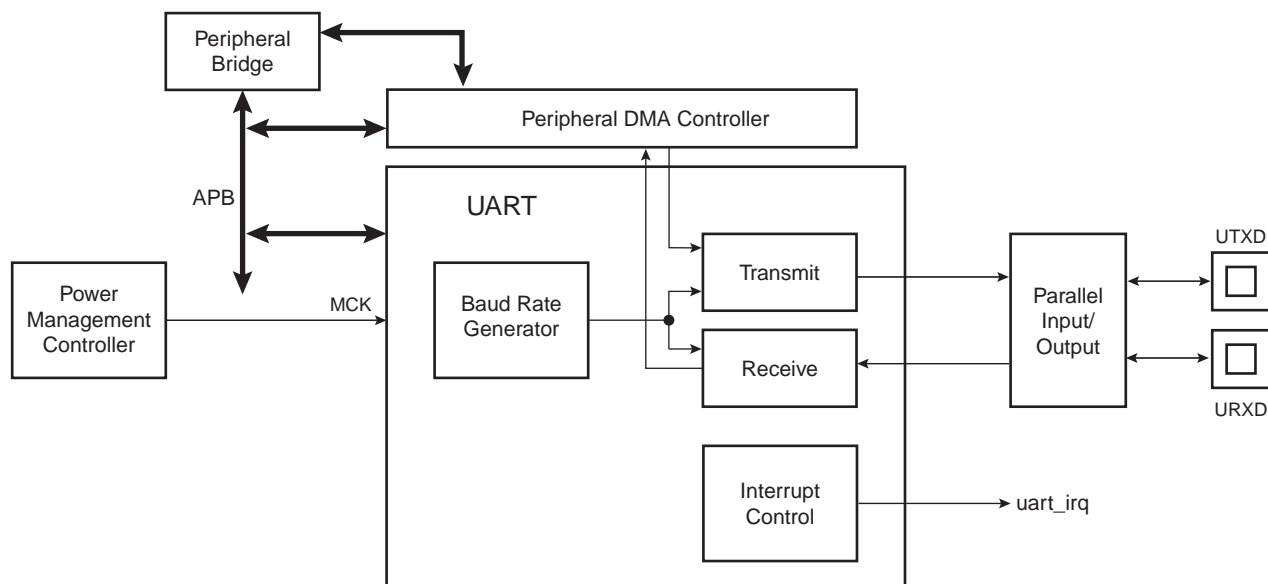 Peripheral
Bridge
Peripheral DMA Controller
APB
UART
Power
Management
Controller
MCK
Baud Rate
Generator
Transmit
Receive
Parallel
Input/
Output
UTXD
URXD
Interrupt
Control
uart_irq